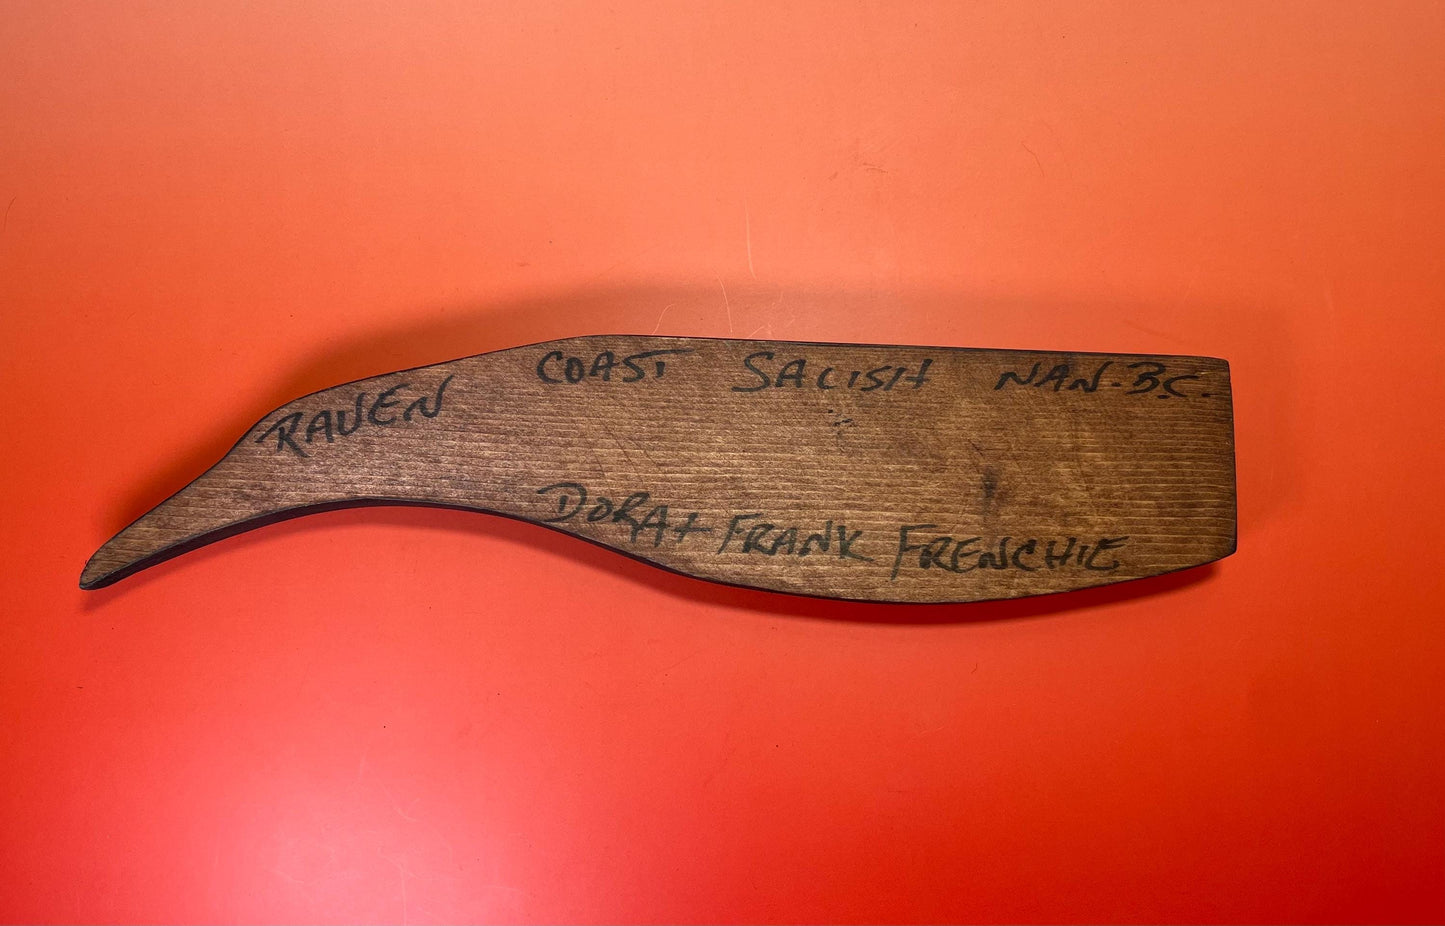 RAVEN COAST SALISH NAN. B.C.
DORA + FRANK FRENCHIE